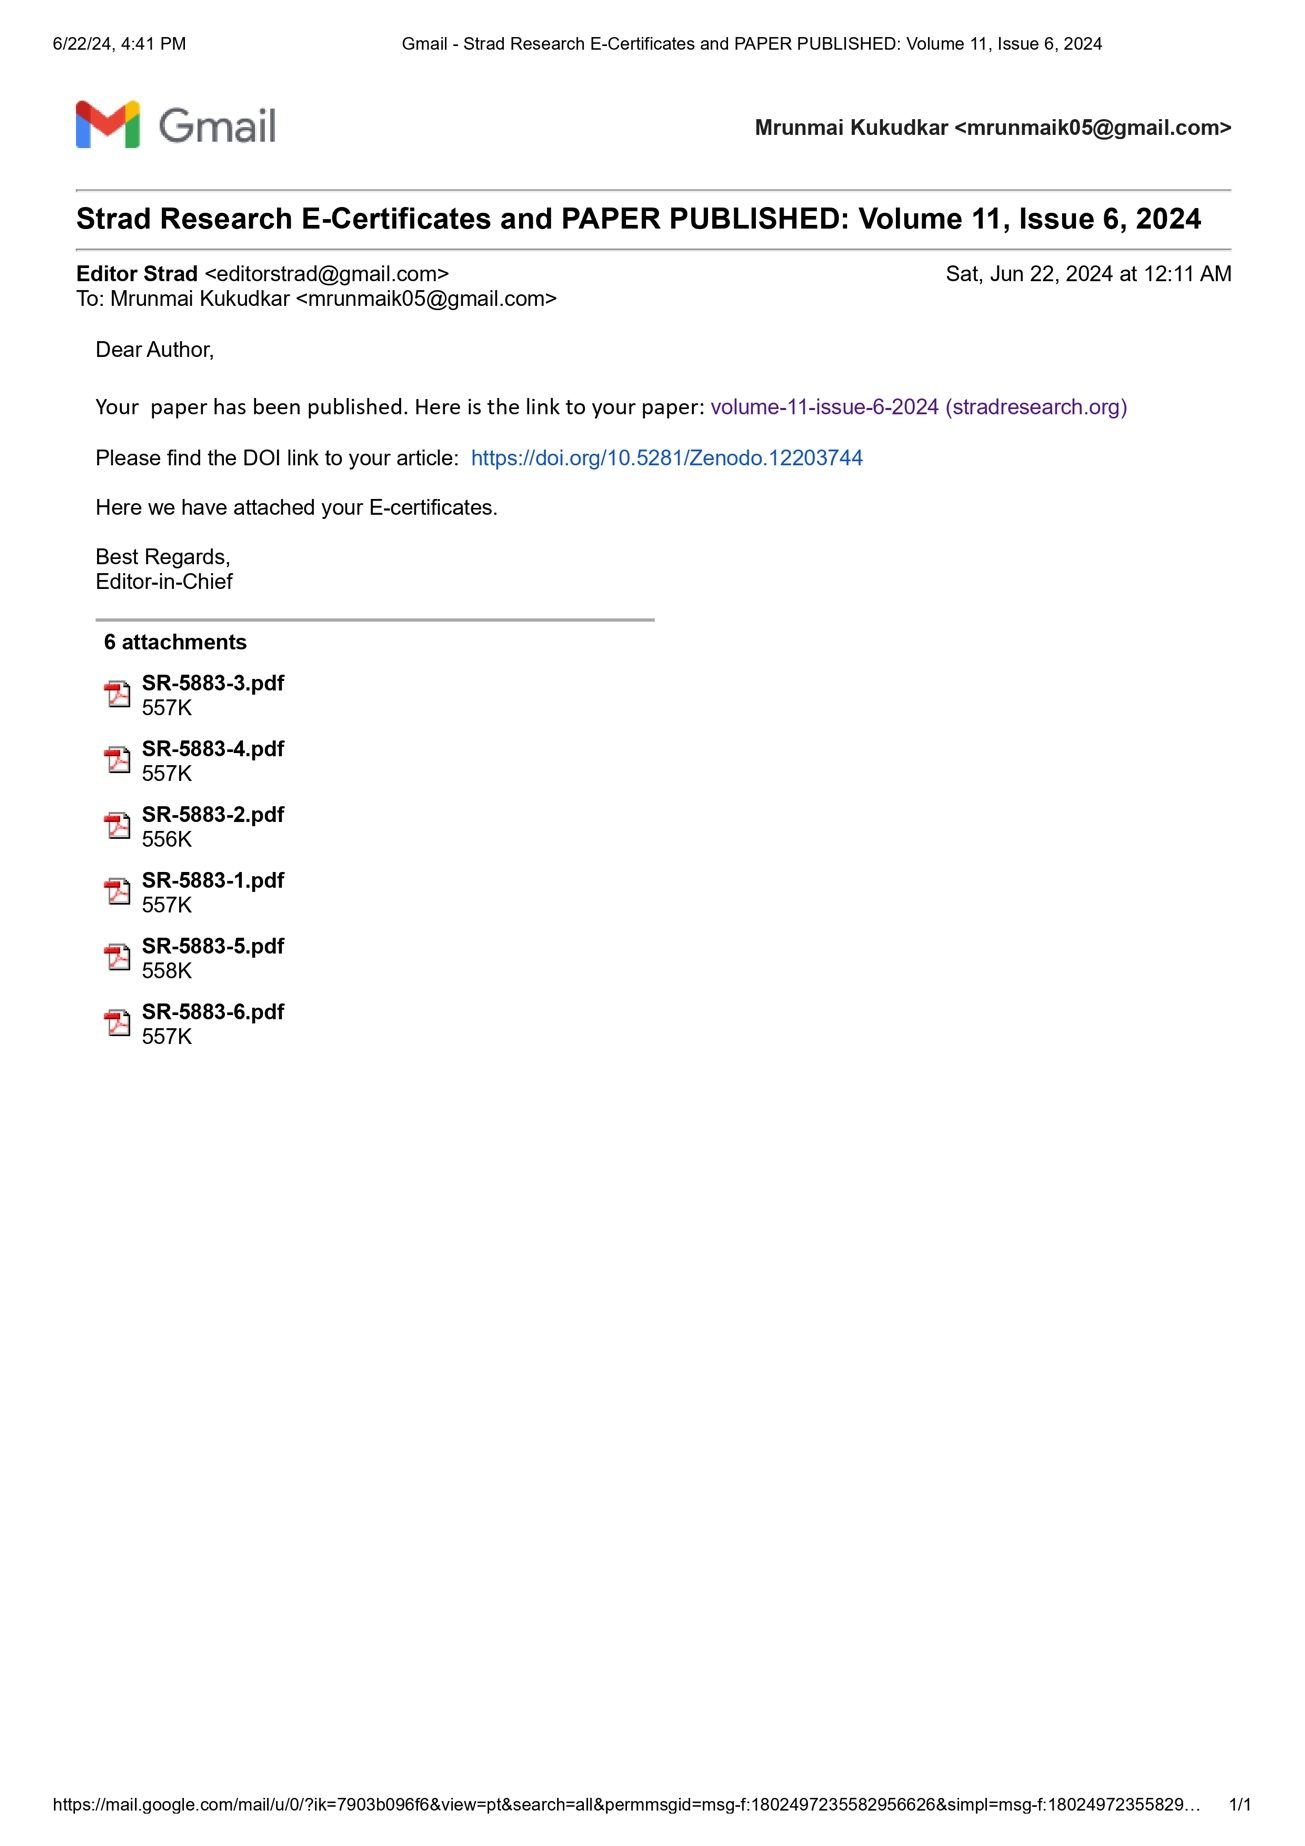 6/22/24, 4:41 PM Gmail - Strad Research E-Certificates and PAPER PUBLISHED: Volume 11, Issue 6, 2024
Gmail
Mrunmai Kukudkar <mrunmaik05@gmail.com>
Strad Research E-Certificates and PAPER PUBLISHED: Volume 11, Issue 6, 2024
Editor Strad <editorstrad@gmail.com> Sat, Jun 22, 2024 at 12:11 AM
To: Mrunmai Kukudkar <mrunmaik05@gmail.com>
Dear Author,
Your  paper has been published. Here is the link to your paper: volume-11-issue-6-2024 (stradresearch.org)
Please find the DOI link to your article:  https://doi.org/10.5281/Zenodo.12203744
Here we have attached your E-certificates.
Best Regards,
Editor-in-Chief
6 attachments
SR-5883-3.pdf
557K
SR-5883-4.pdf
557K
SR-5883-2.pdf
556K
SR-5883-1.pdf
557K
SR-5883-5.pdf
558K
SR-5883-6.pdf
557K
https://mail.google.com/mail/u/0/?ik=7903b096f6&view=pt&search=all&permmsgid=msg-f:1802497235582956626&simpl=msg-f:18024972355829… 1/1